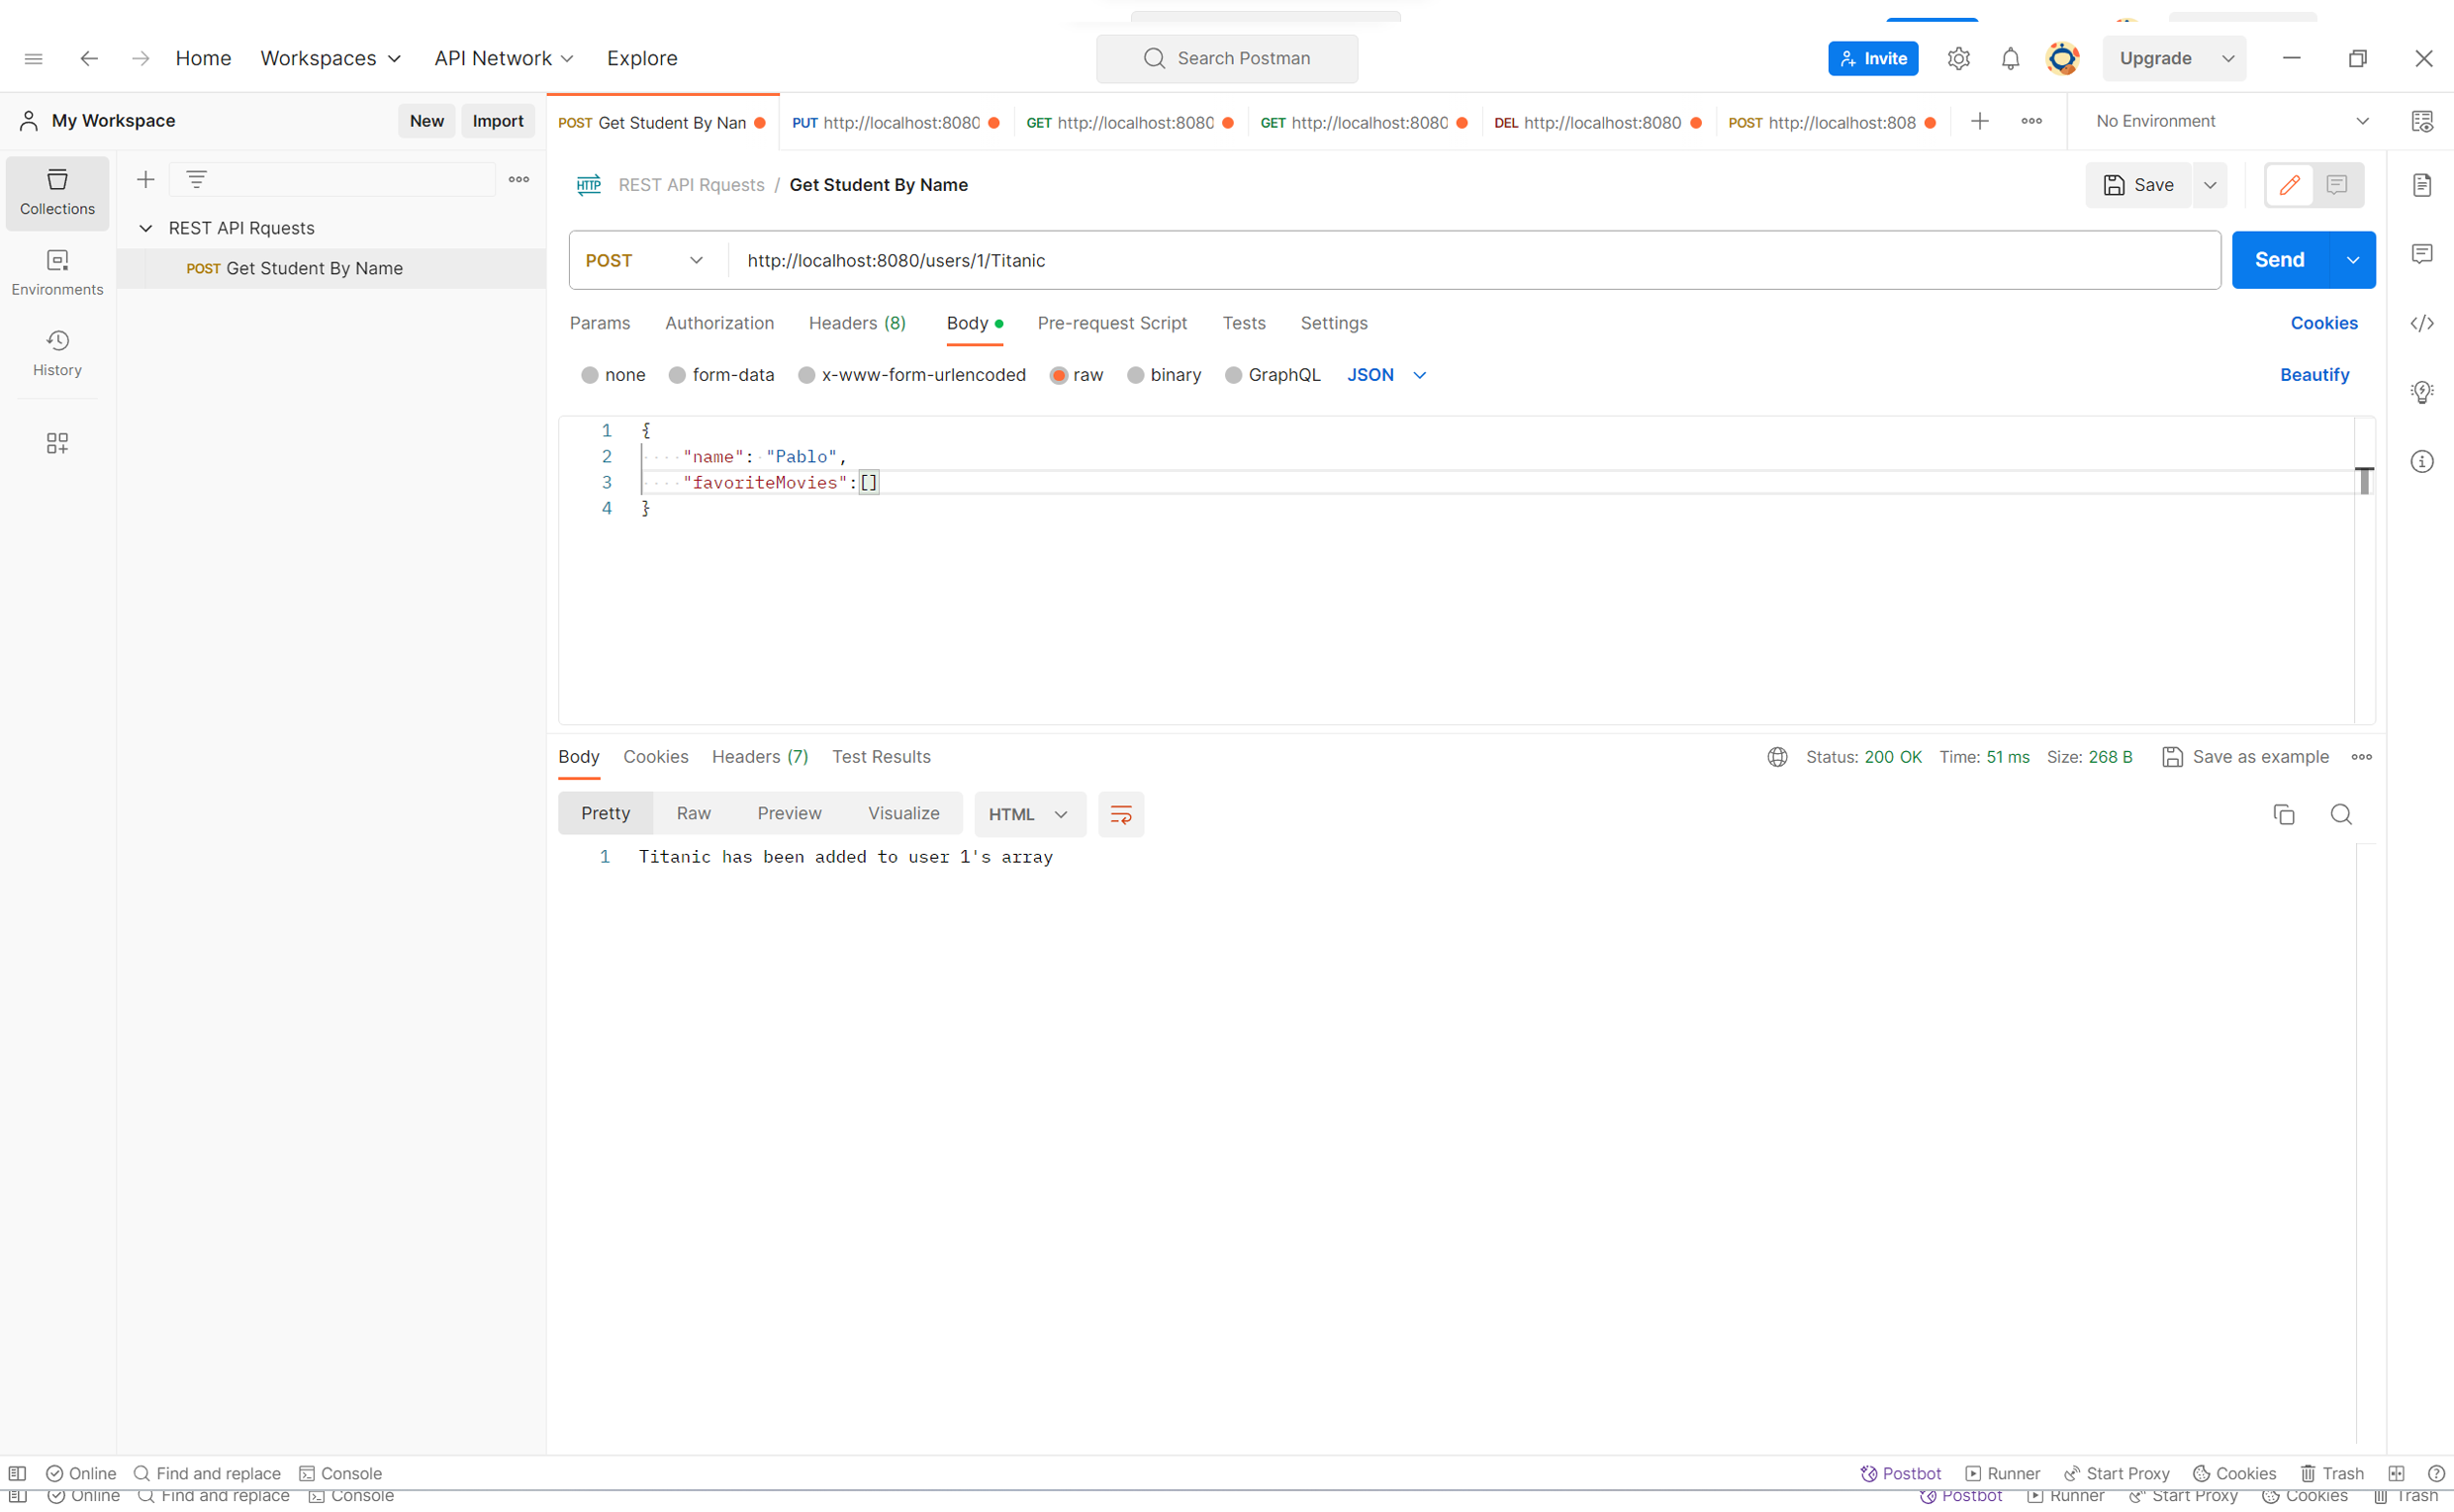 Home Workspaces API Network Explore Search Postman Invite Upgrade
My Workspace New Import POST Get Student By Nan PUT http://localhost:8080 GET http://localhost:8080 GET http://localhost:8080 DEL http://localhost:8080 POST http://localhost:808 No Environment
Collections
Environments
History
REST API Rquests
POST Get Student By Name
HTTP REST API Rquests / Get Student By Name Save
POST http://localhost:8080/users/1/Titanic Send
Params Authorization Headers (8) Body Pre-request Script Tests Settings Cookies
none form-data x-www-form-urlencoded raw binary GraphQL JSON Beautify
1 {
2 "name": "Pablo",
3 "favoriteMovies":[]
4 }
Body Cookies Headers (7) Test Results Status: 200 OK Time: 51 ms Size: 268 B Save as example
Pretty Raw Preview Visualize HTML
1 Titanic has been added to user 1's array
Online Find and replace Console Postbot Runner Start Proxy Cookies Trash
Online Find and replace Console Postbot Runner Start Proxy Cookies Trash